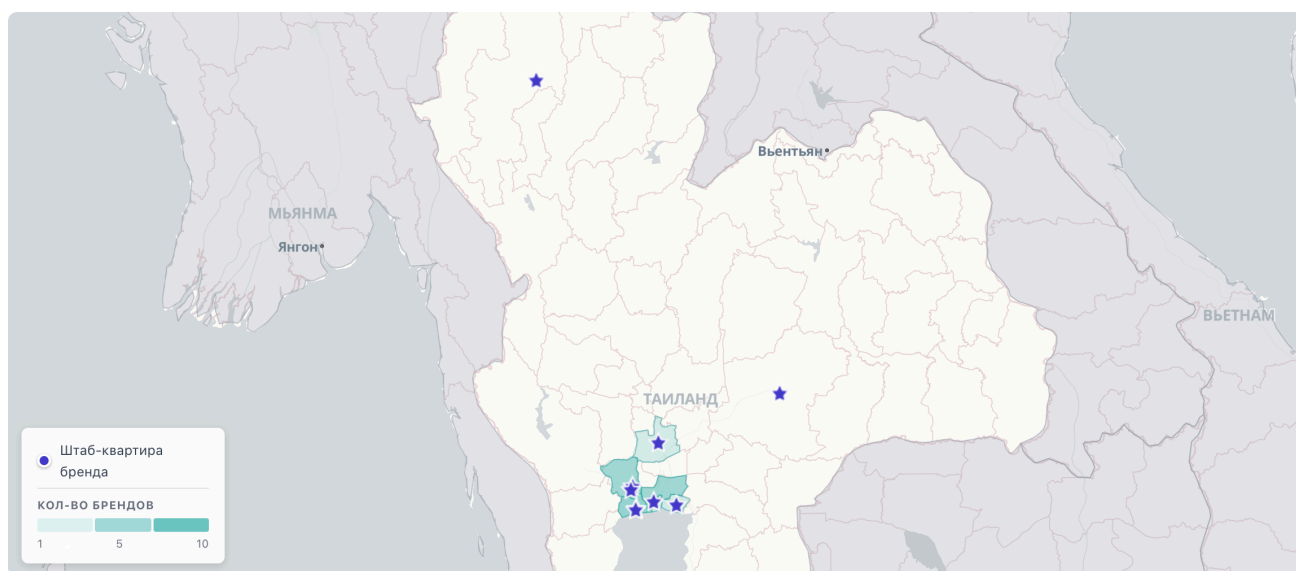 Вьентьян
МЬЯНМА
Янгон
ВЬЕТНАМ
ТАИЛАНД
Штаб-квартира
бренда
КОЛ-ВО БРЕНДОВ
1 5 10